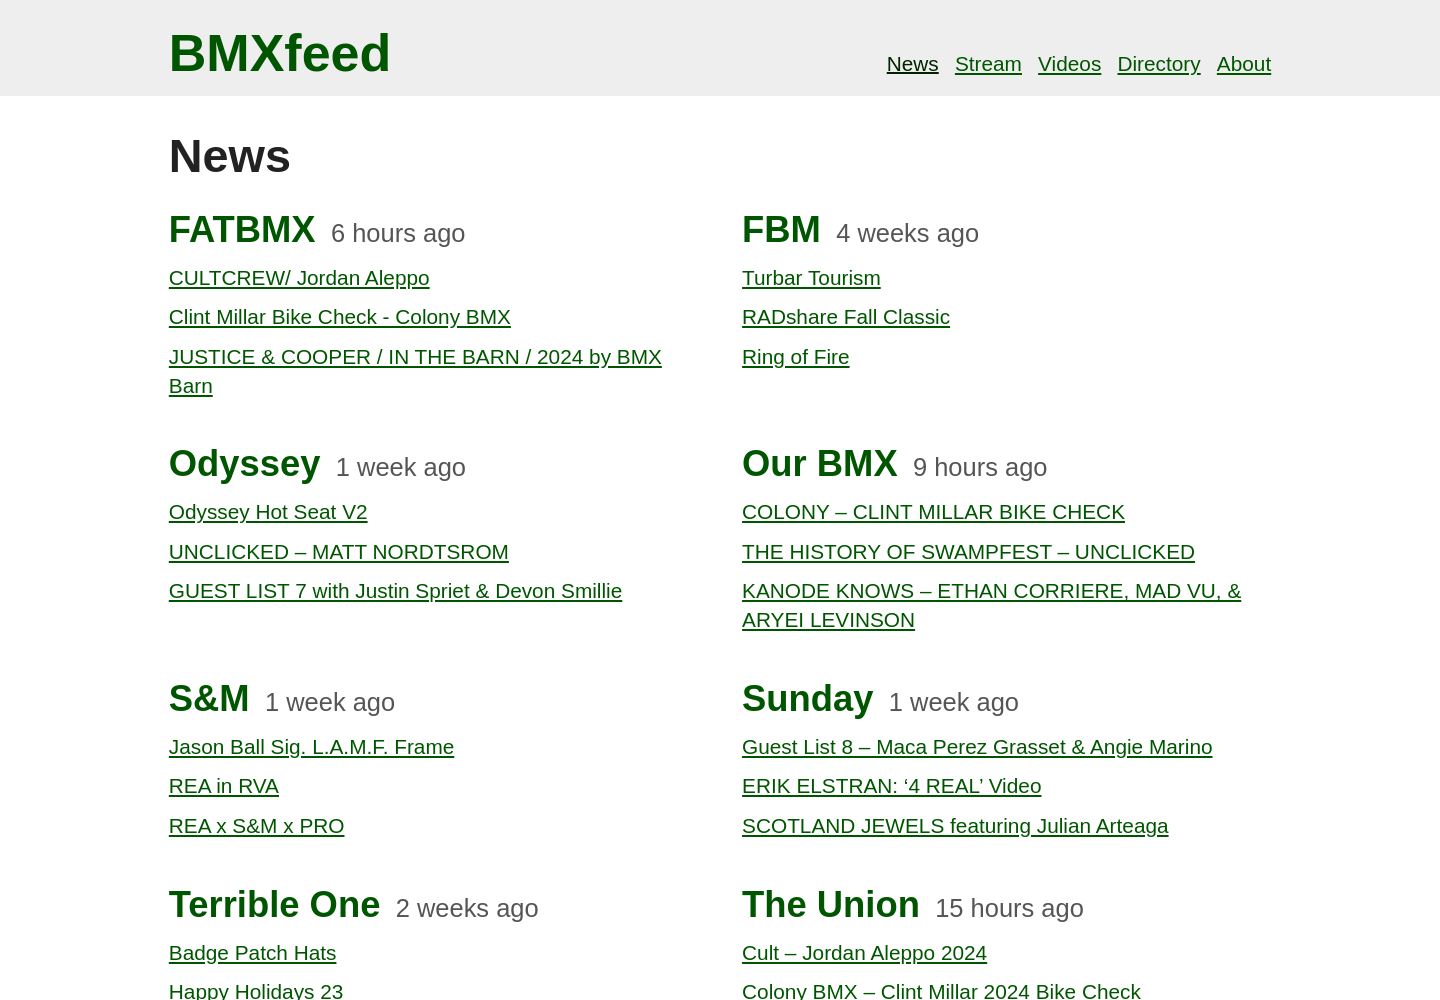 BMXfeed
News Stream Videos Directory About
News
FATBMX 6 hours ago
CULTCREW/ Jordan Aleppo
Clint Millar Bike Check - Colony BMX
JUSTICE & COOPER / IN THE BARN / 2024 by BMX
Barn
FBM 4 weeks ago
Turbar Tourism
RADshare Fall Classic
Ring of Fire
Odyssey 1 week ago
Odyssey Hot Seat V2
UNCLICKED – MATT NORDTSROM
GUEST LIST 7 with Justin Spriet & Devon Smillie
Our BMX 9 hours ago
COLONY – CLINT MILLAR BIKE CHECK
THE HISTORY OF SWAMPFEST – UNCLICKED
KANODE KNOWS – ETHAN CORRIERE, MAD VU, &
ARYEI LEVINSON
S&M 1 week ago
Jason Ball Sig. L.A.M.F. Frame
REA in RVA
REA x S&M x PRO
Sunday 1 week ago
Guest List 8 – Maca Perez Grasset & Angie Marino
ERIK ELSTRAN: ‘4 REAL’ Video
SCOTLAND JEWELS featuring Julian Arteaga
Terrible One 2 weeks ago
Badge Patch Hats
Happy Holidays 23
The Union 15 hours ago
Cult – Jordan Aleppo 2024
Colony BMX – Clint Millar 2024 Bike Check